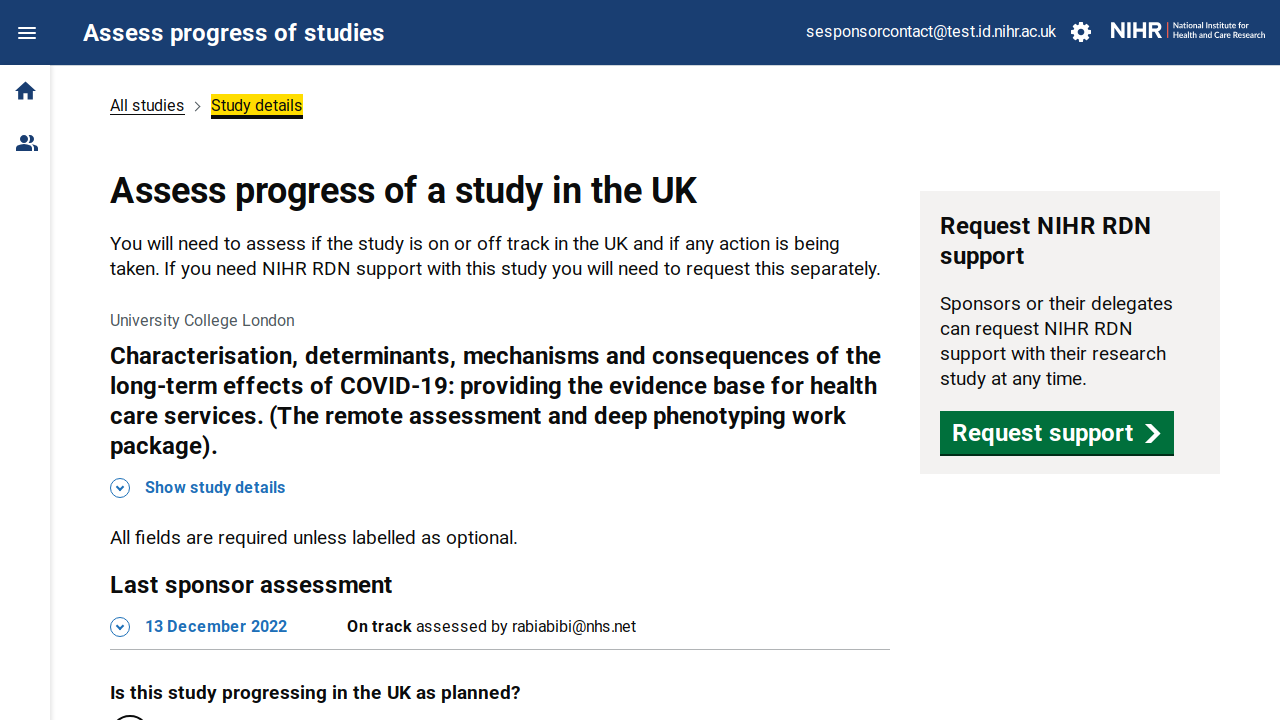 Assess progress of studies
sesponsorcontact@test.id.nihr.ac.uk
NIHR
National Institute for
Health and Care Research
All studies
Study details
Assess progress of a study in the UK
You will need to assess if the study is on or off track in the UK and if any action is being
taken. If you need NIHR RDN support with this study you will need to request this separately.
University College London
Characterisation, determinants, mechanisms and consequences of the
long-term effects of COVID-19: providing the evidence base for health
care services. (The remote assessment and deep phenotyping work
package).
Show study details
All fields are required unless labelled as optional.
Last sponsor assessment
13 December 2022
On track assessed by rabiabibi@nhs.net
Is this study progressing in the UK as planned?
Request NIHR RDN
support
Sponsors or their delegates
can request NIHR RDN
support with their research
study at any time.
Request support